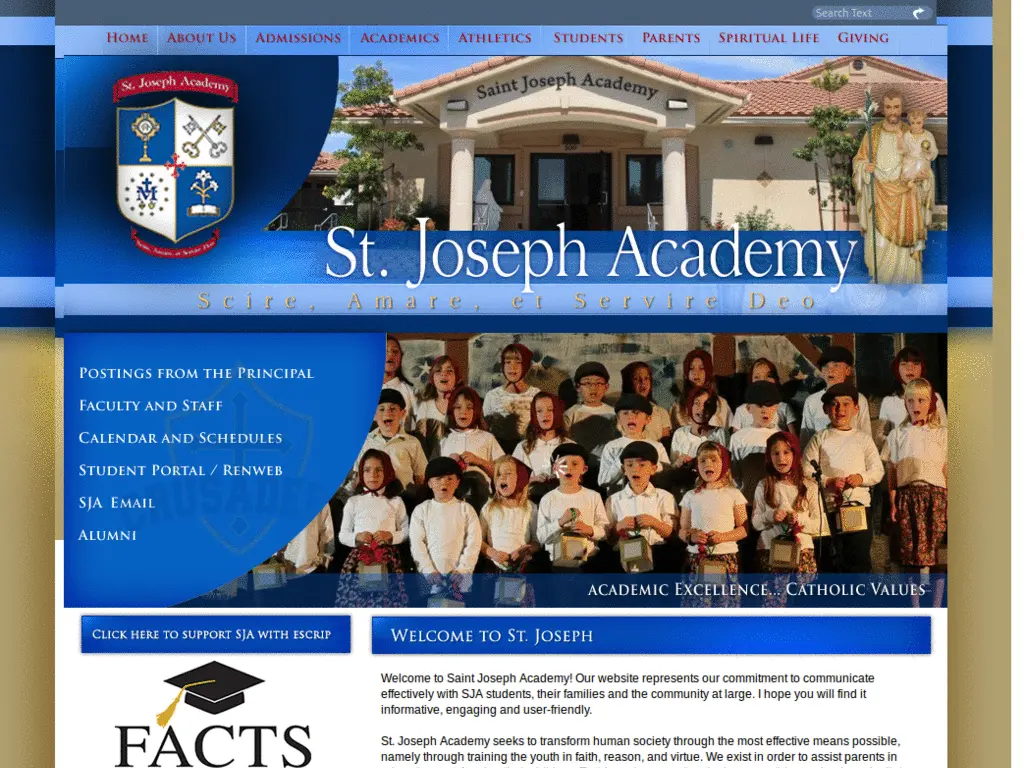 Search Text
Home About Us Admissions Academics Athletics Students Parents Spiritual Life Giving
St. Joseph Academy
Saint Joseph Academy
St. Joseph Academy
Scire, Amare, et Servire Deo
Postings from the Principal
Faculty and Staff
Calendar and Schedules
Student Portal / Renweb
SJA Email
Alumni
academic Excellence... Catholic Values
Click here to support SJA with escrip
Welcome to St. Joseph
FACTS
Welcome to Saint Joseph Academy! Our website represents our commitment to communicate
effectively with SJA students, their families and the community at large. I hope you will find it
informative, engaging and user-friendly.
St. Joseph Academy seeks to transform human society through the most effective means possible,
namely through training the youth in faith, reason, and virtue. We exist in order to assist parents in